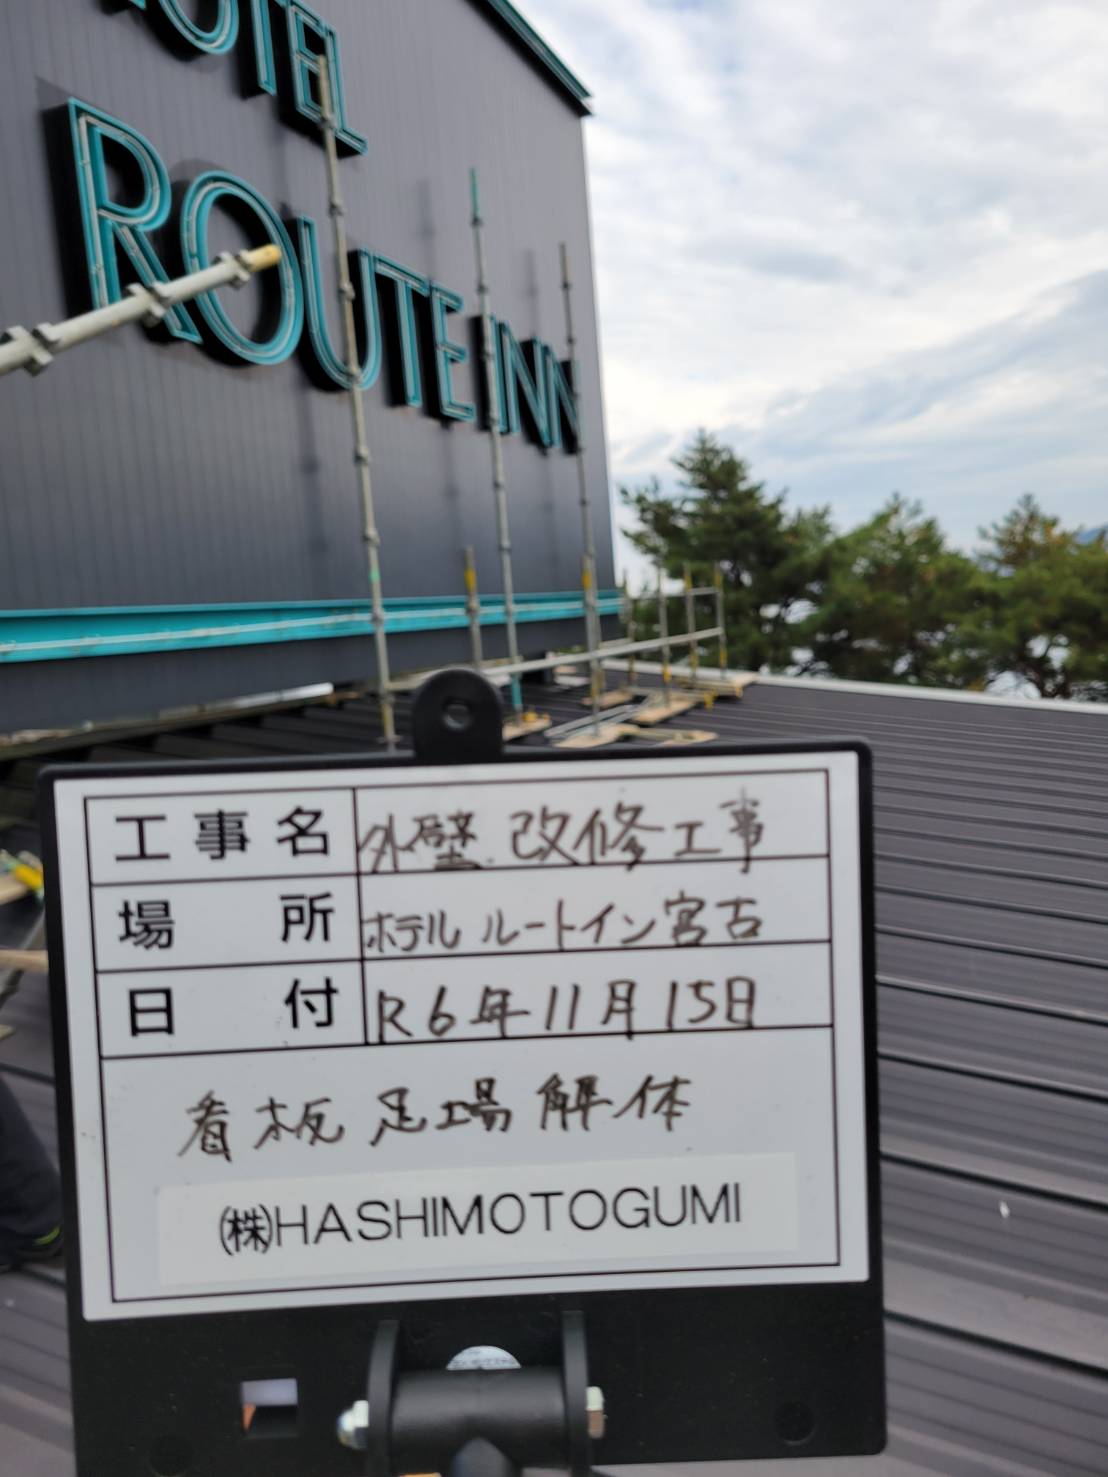 HOTEL
ROUTE INN
工事名 外壁改修工事
場所 ホテルルートイン宮古
日付 R6年11月15日
看板足場解体
㈱HASHIMOTOGUMI